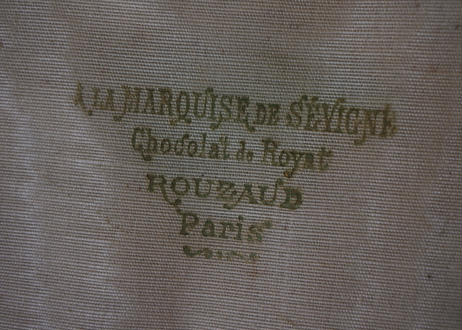 A LA MARQUISE DE SÉVIGNÉ
Chocolat de Royat
ROUZAUD
Paris